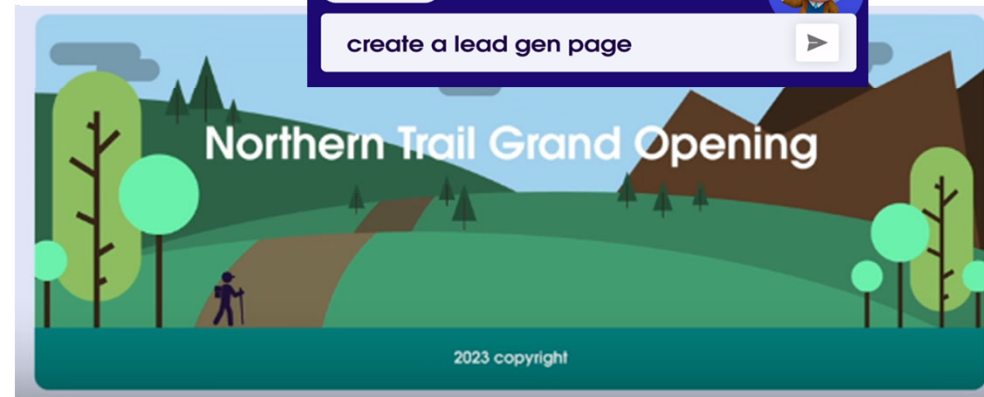 create a lead gen page
Northern Trail Grand Opening
2023 copyright